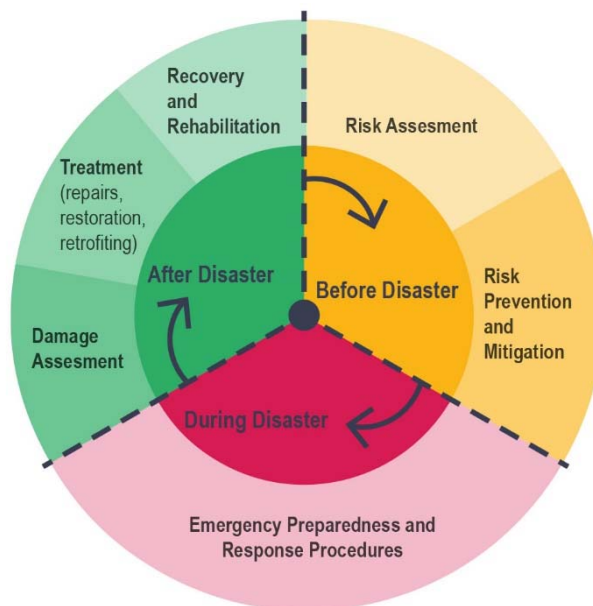 Recovery
and
Rehabilitation
Risk Assesment
Treatment
(repairs,
restoration,
retrofiting)
After Disaster
Before Disaster
Risk
Prevention
and
Mitigation
Damage
Assesment
During Disaster
Emergency Preparedness and
Response Procedures